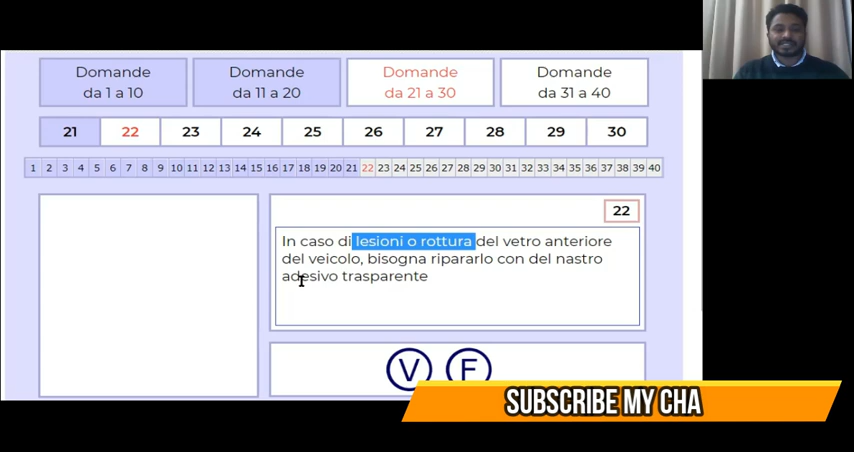 Domande
da 1 a 10
Domande
da 11 a 20
Domande
da 21 a 30
Domande
da 31 a 40
21 22 23 24 25 26 27 28 29 30
1 2 3 4 5 6 7 8 9 10 11 12 13 14 15 16 17 18 19 20 21 22 23 24 25 26 27 28 29 30 31 32 33 34 35 36 37 38 39 40
22
In caso di lesioni o rottura del vetro anteriore
del veicolo, bisogna ripararlo con del nastro
adesivo trasparente
V F
SUBSCRIBE MY CHA